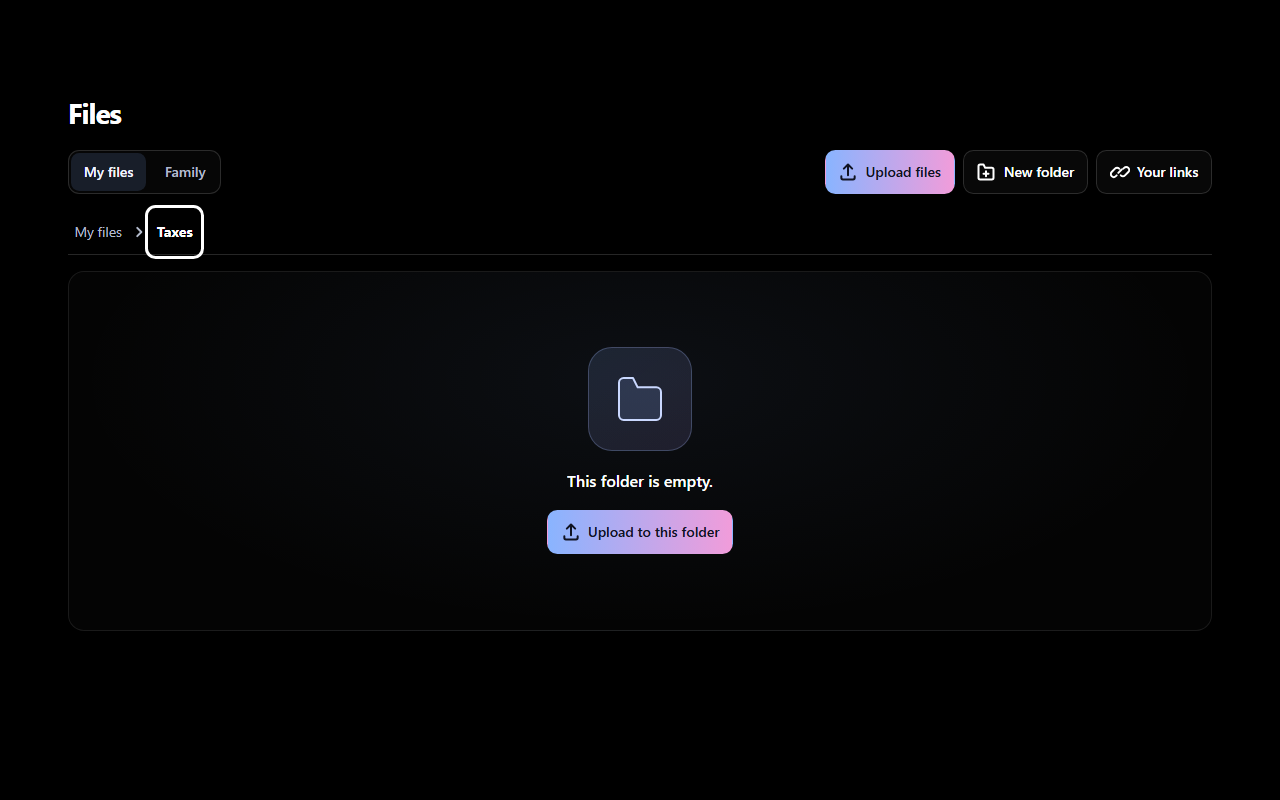 Files
My files Family
Upload files New folder Your links
My files Taxes
This folder is empty.
Upload to this folder